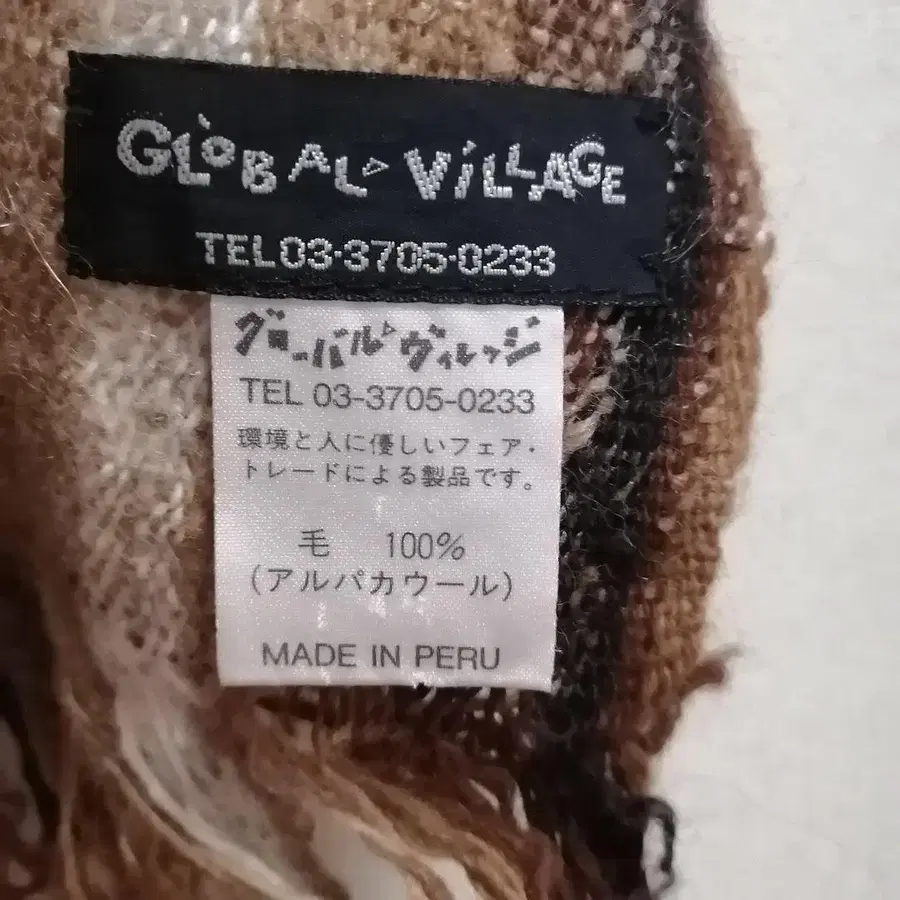 GLOBAL VILLAGE
TEL03-3705-0233
グローバル・ヴィレッジ
TEL 03-3705-0233
環境と人に優しいフェア・
トレードによる製品です。
毛 100%
(アルパカウール)
MADE IN PERU